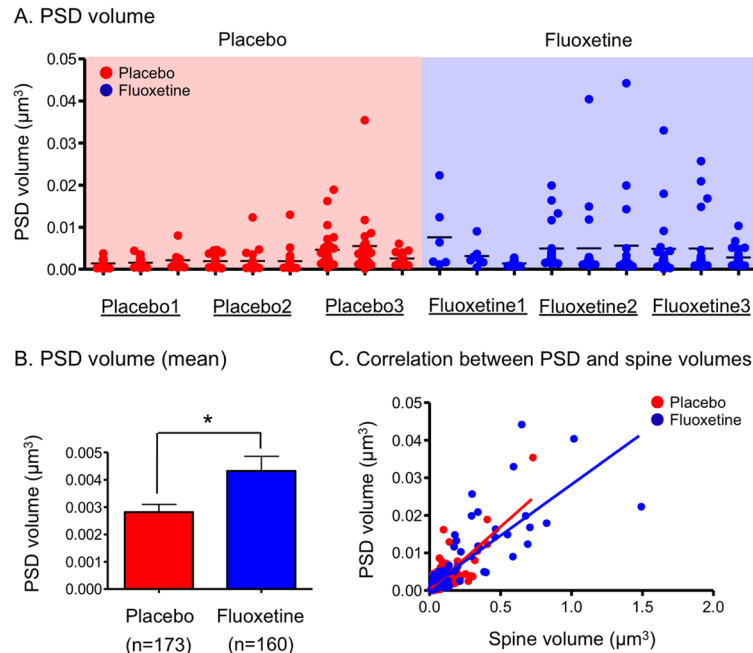 A. PSD volume
Placebo
Fluoxetine
PSD volume (µm³)
0.05
0.04
0.03
0.02
0.01
0.00
Placebo
Fluoxetine
Placebo1
Placebo2
Placebo3
Fluoxetine1
Fluoxetine2
Fluoxetine3
B. PSD volume (mean)
PSD volume (µm³)
0.005
0.004
0.003
0.002
0.001
0.000
*
Placebo
(n=173)
Fluoxetine
(n=160)
C. Correlation between PSD and spine volumes
Placebo
Fluoxetine
PSD volume (µm³)
0.05
0.04
0.03
0.02
0.01
0.00
0.0
0.5
1.0
1.5
2.0
Spine volume (µm³)